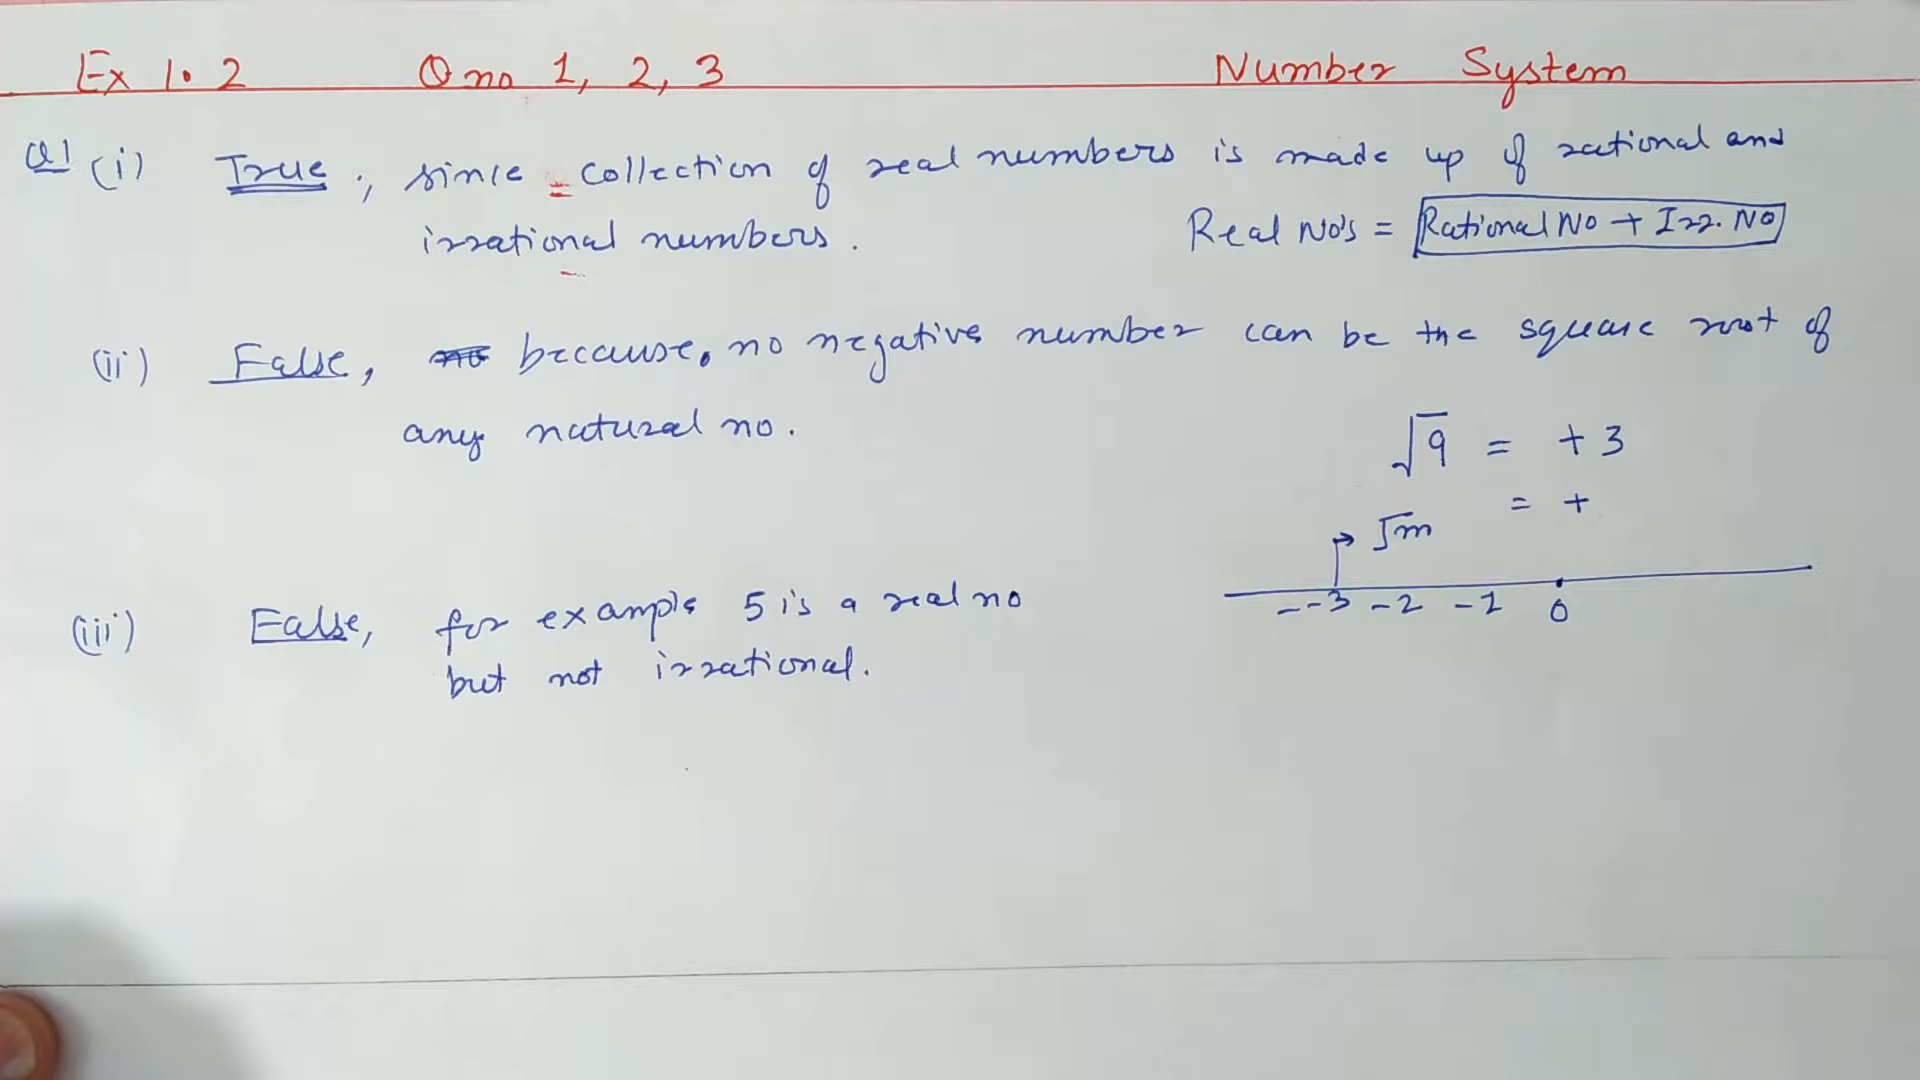 Ex 1.2 Q no 1, 2, 3 Number System
Q1 (i) True, since collection of real numbers is made up of rational and
irrational numbers. Real No's = Rational No + Irr. No
(ii) False, because, no negative number can be the square root of
any natural no.
√9 = +3
= +
√m
--3 -2 -1 0
(iii) False, for example 5 is a real no
but not irrational.